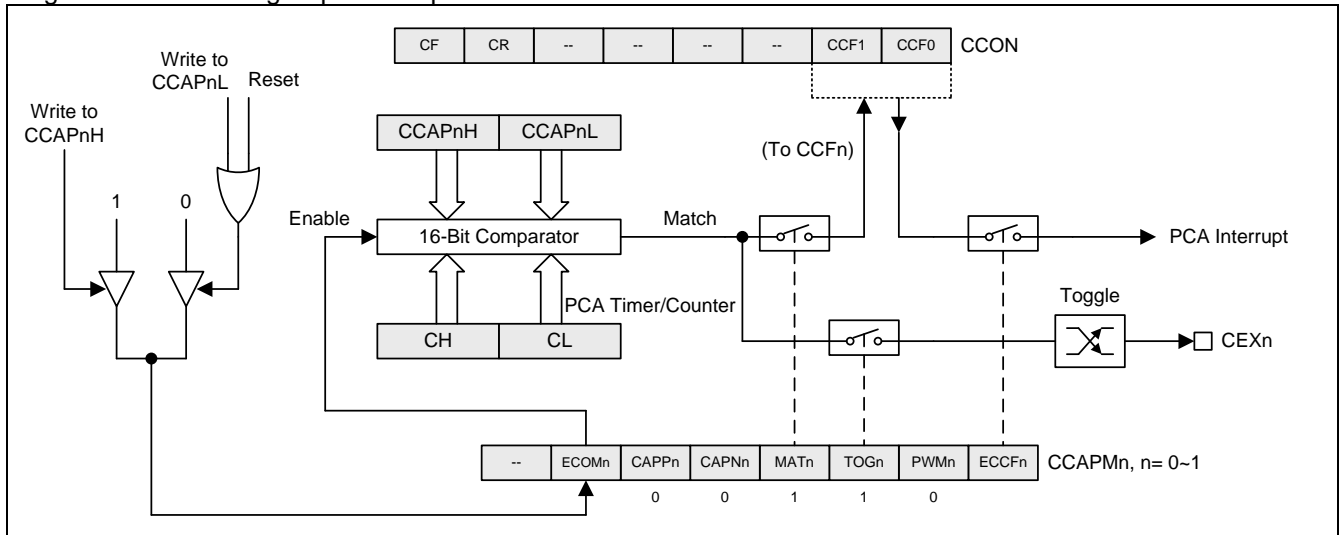 CF CR -- -- -- -- CCF1 CCF0 CCON
Write to
CCAPnL Reset
Write to
CCAPnH
CCAPnH CCAPnL
(To CCFn)
1 0
Enable
16-Bit Comparator
Match
PCA Interrupt
PCA Timer/Counter
Toggle
CH CL
CEXn
-- ECOMn CAPPn CAPNn MATn TOGn PWMn ECCFn CCAPMn, n= 0~1
0 0 1 1 0